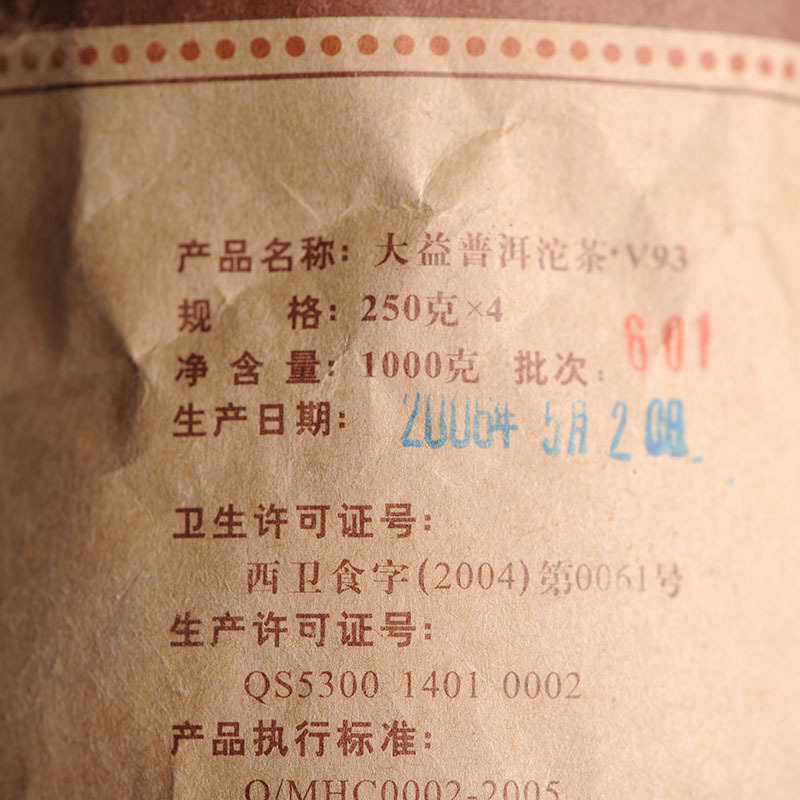 产品名称：大益普洱沱茶·V93
规格：250克×4
净含量：1000克 批次：601
生产日期：2006年 5月 2 日
卫生许可证号：
西卫食字(2004)第0061号
生产许可证号：
QS5300 1401 0002
产品执行标准：
Q/MHC0002-2005